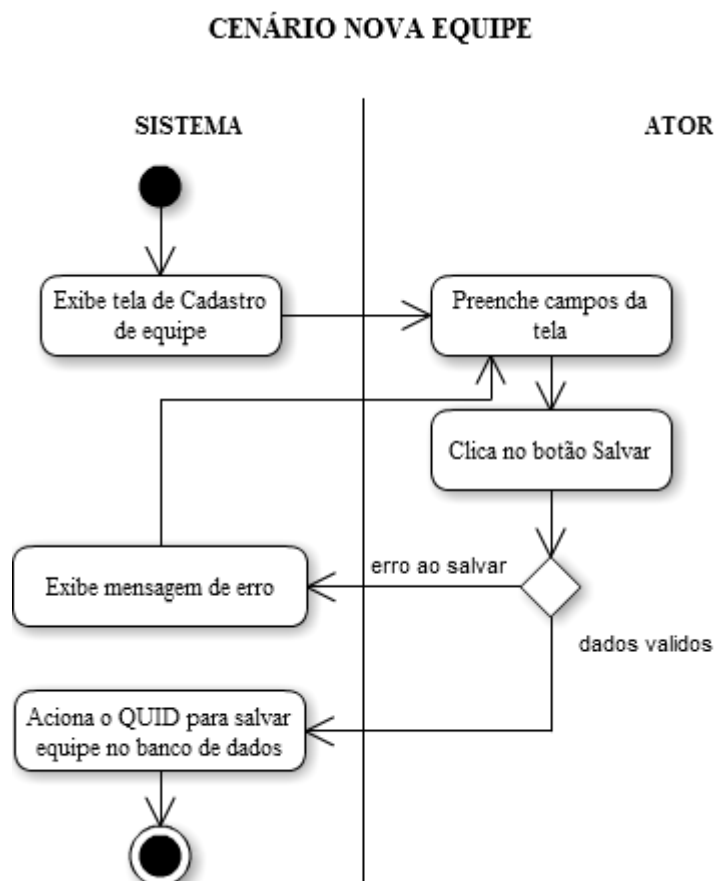 CENÁRIO NOVA EQUIPE
SISTEMA
ATOR
Exibe tela de Cadastro
de equipe
Preenche campos da
tela
Clica no botão Salvar
erro ao salvar
Exibe mensagem de erro
dados validos
Aciona o QUID para salvar
equipe no banco de dados